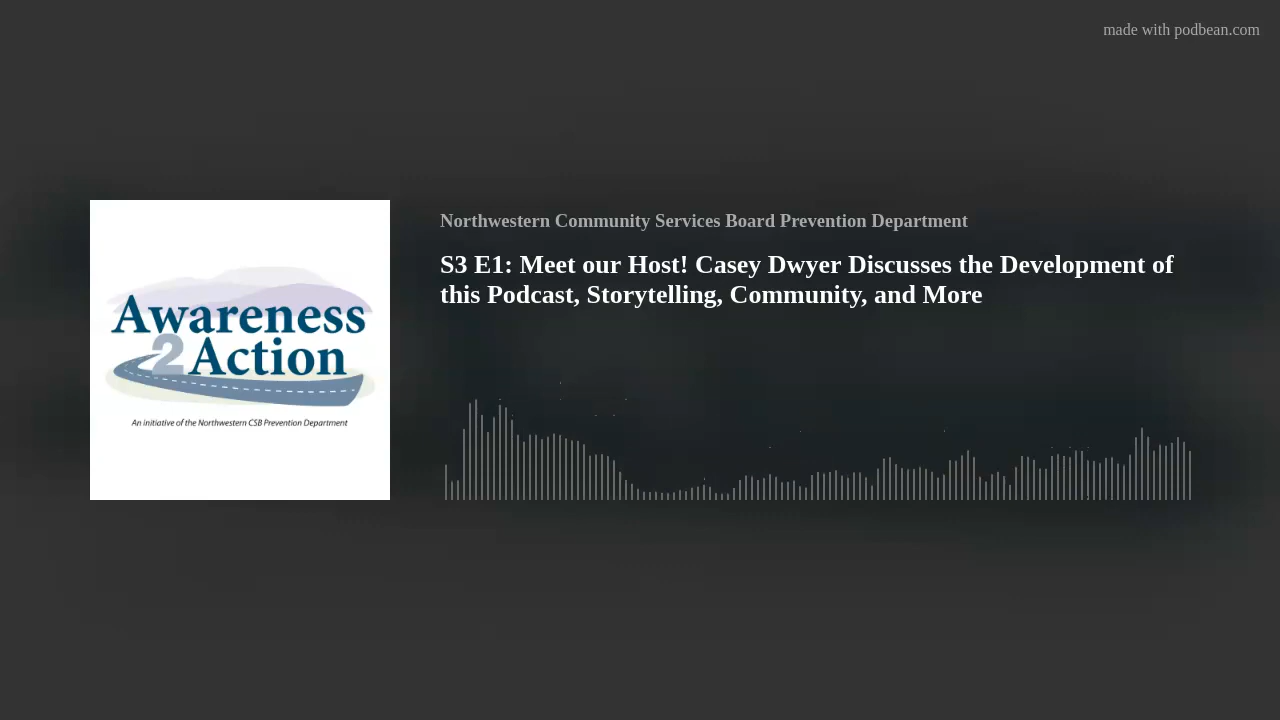 made with podbean.com
Northwestern Community Services Board Prevention Department
S3 E1: Meet our Host! Casey Dwyer Discusses the Development of
this Podcast, Storytelling, Community, and More
Awareness
2 Action
An initiative of the Northwestern CSB Prevention Department